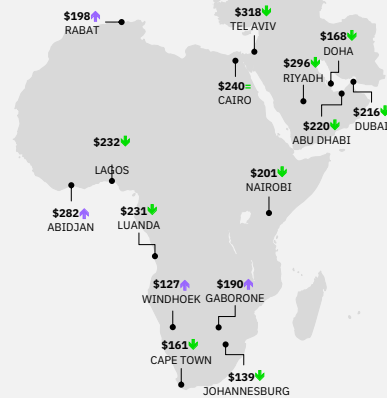 $198
RABAT
$318
TEL AVIV
$168
DOHA
$296
RIYADH
$240=
CAIRO
$216
DUBAI
$220
ABU DHABI
$232
LAGOS
$201
NAIROBI
$282
ABIDJAN
$231
LUANDA
$127
WINDHOEK
$190
GABORONE
$161
CAPE TOWN
$139
JOHANNESBURG